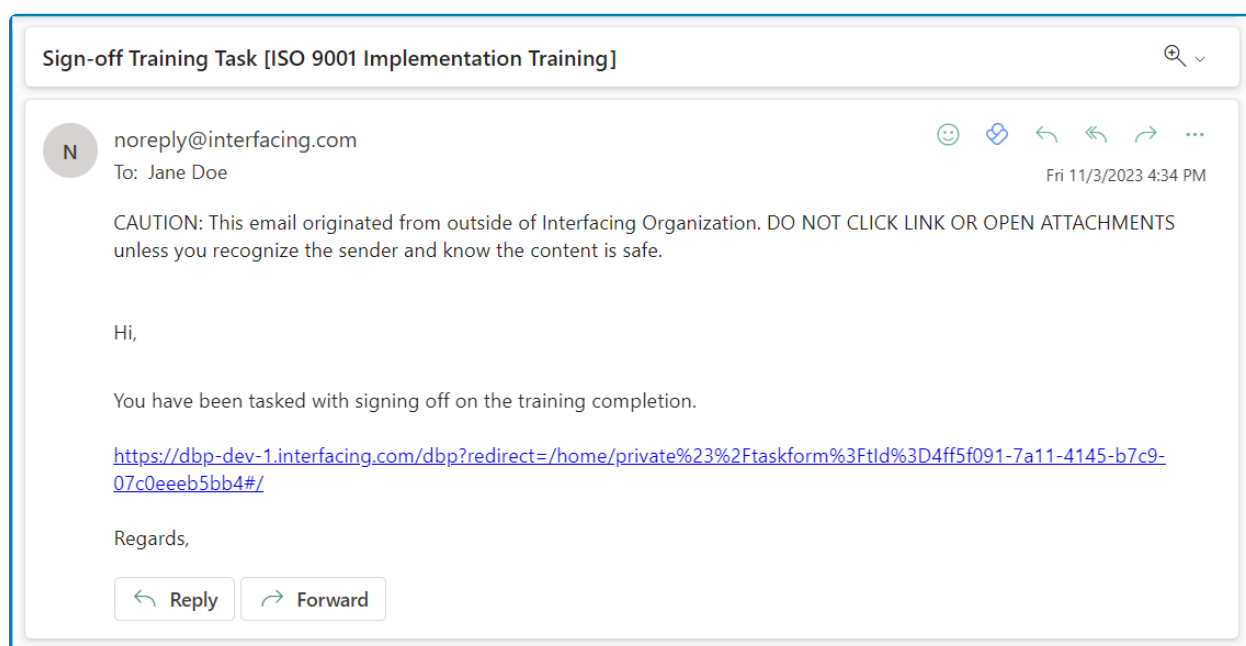 Sign-off Training Task [ISO 9001 Implementation Training]
N
noreply@interfacing.com
To: Jane Doe
Fri 11/3/2023 4:34 PM
CAUTION: This email originated from outside of Interfacing Organization. DO NOT CLICK LINK OR OPEN ATTACHMENTS
unless you recognize the sender and know the content is safe.
Hi,
You have been tasked with signing off on the training completion.
https://dbp-dev-1.interfacing.com/dbp?redirect=/home/private%23%2Ftaskform%3FtId%3D4ff5f091-7a11-4145-b7c9-
07c0eeeb5bb4#/
Regards,
Reply Forward